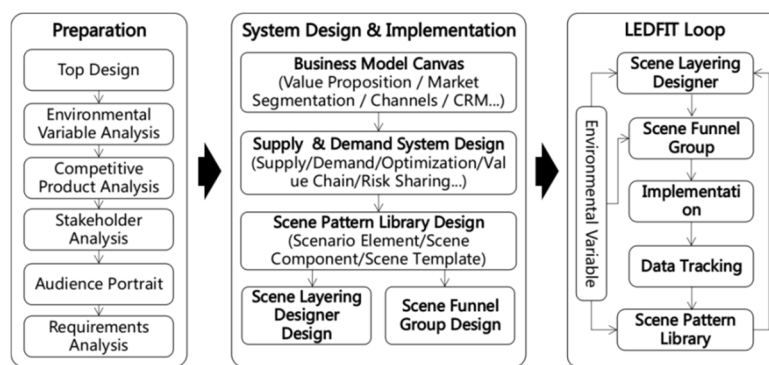 Preparation
Top Design
Environmental
Variable Analysis
Competitive
Product Analysis
Stakeholder
Analysis
Audience Portrait
Requirements
Analysis
System Design & Implementation
Business Model Canvas
(Value Proposition / Market
Segmentation / Channels / CRM...)
Supply & Demand System Design
(Supply/Demand/Optimization/Val
ue Chain/Risk Sharing...)
Scene Pattern Library Design
(Scenario Element/Scene
Component/Scene Template)
Scene Layering
Designer
Design
Scene Funnel
Group Design
LEDFIT Loop
Environmental Variable
Scene Layering
Designer
Scene Funnel
Group
Implementati
on
Data Tracking
Scene Pattern
Library